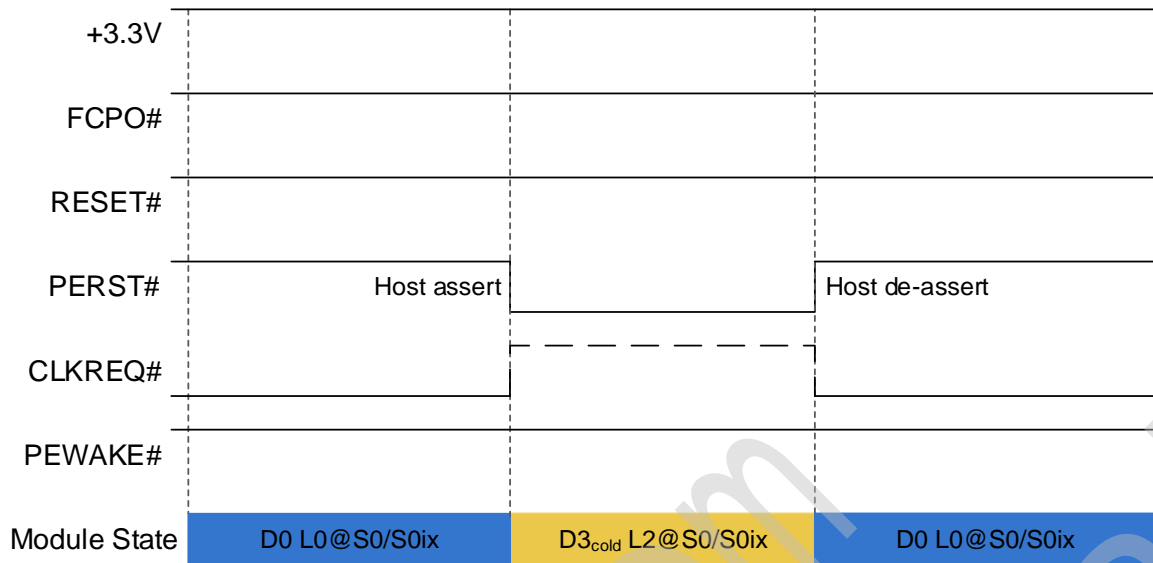 +3.3V
FCPO#
RESET#
PERST#
Host assert
Host de-assert
CLKREQ#
PEWAKE#
Module State
D0 L0@S0/S0ix
D3cold L2@S0/S0ix
D0 L0@S0/S0ix